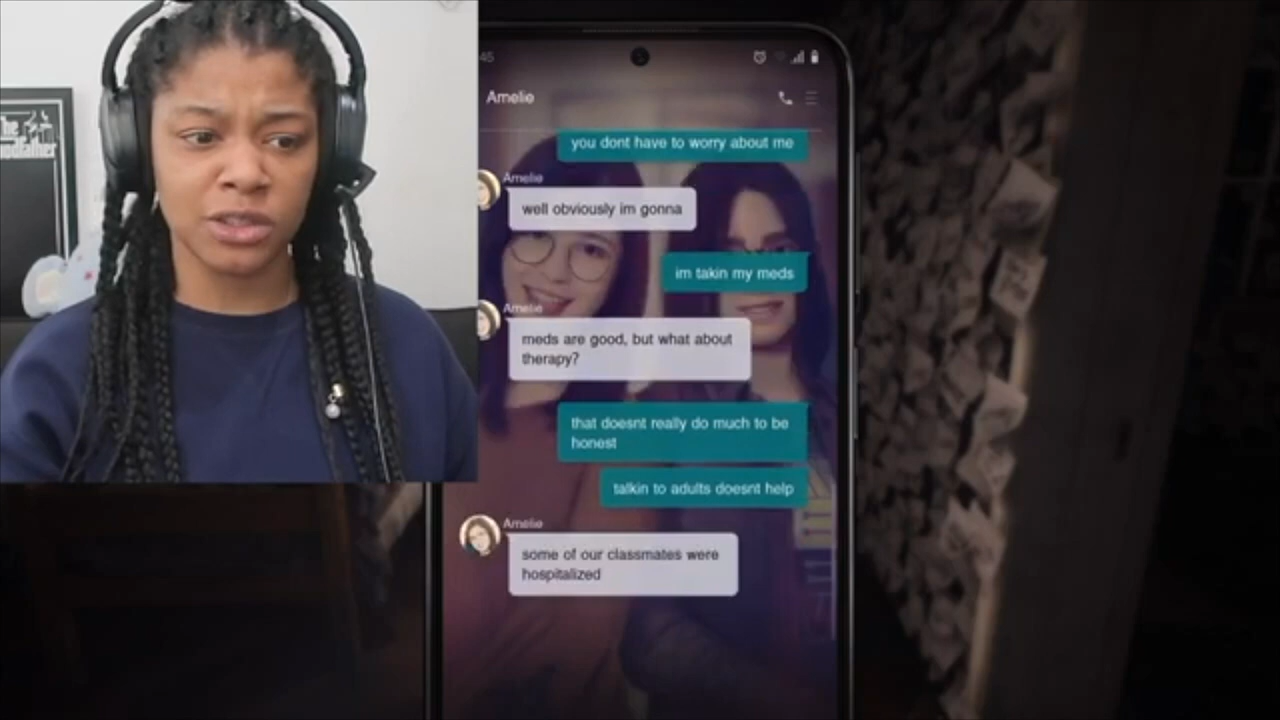 The
Godfather
45
Amelie
you dont have to worry about me
Amelie
well obviously im gonna
im takin my meds
Amelie
meds are good, but what about
therapy?
that doesnt really do much to be
honest
talkin to adults doesnt help
Amelie
some of our classmates were
hospitalized